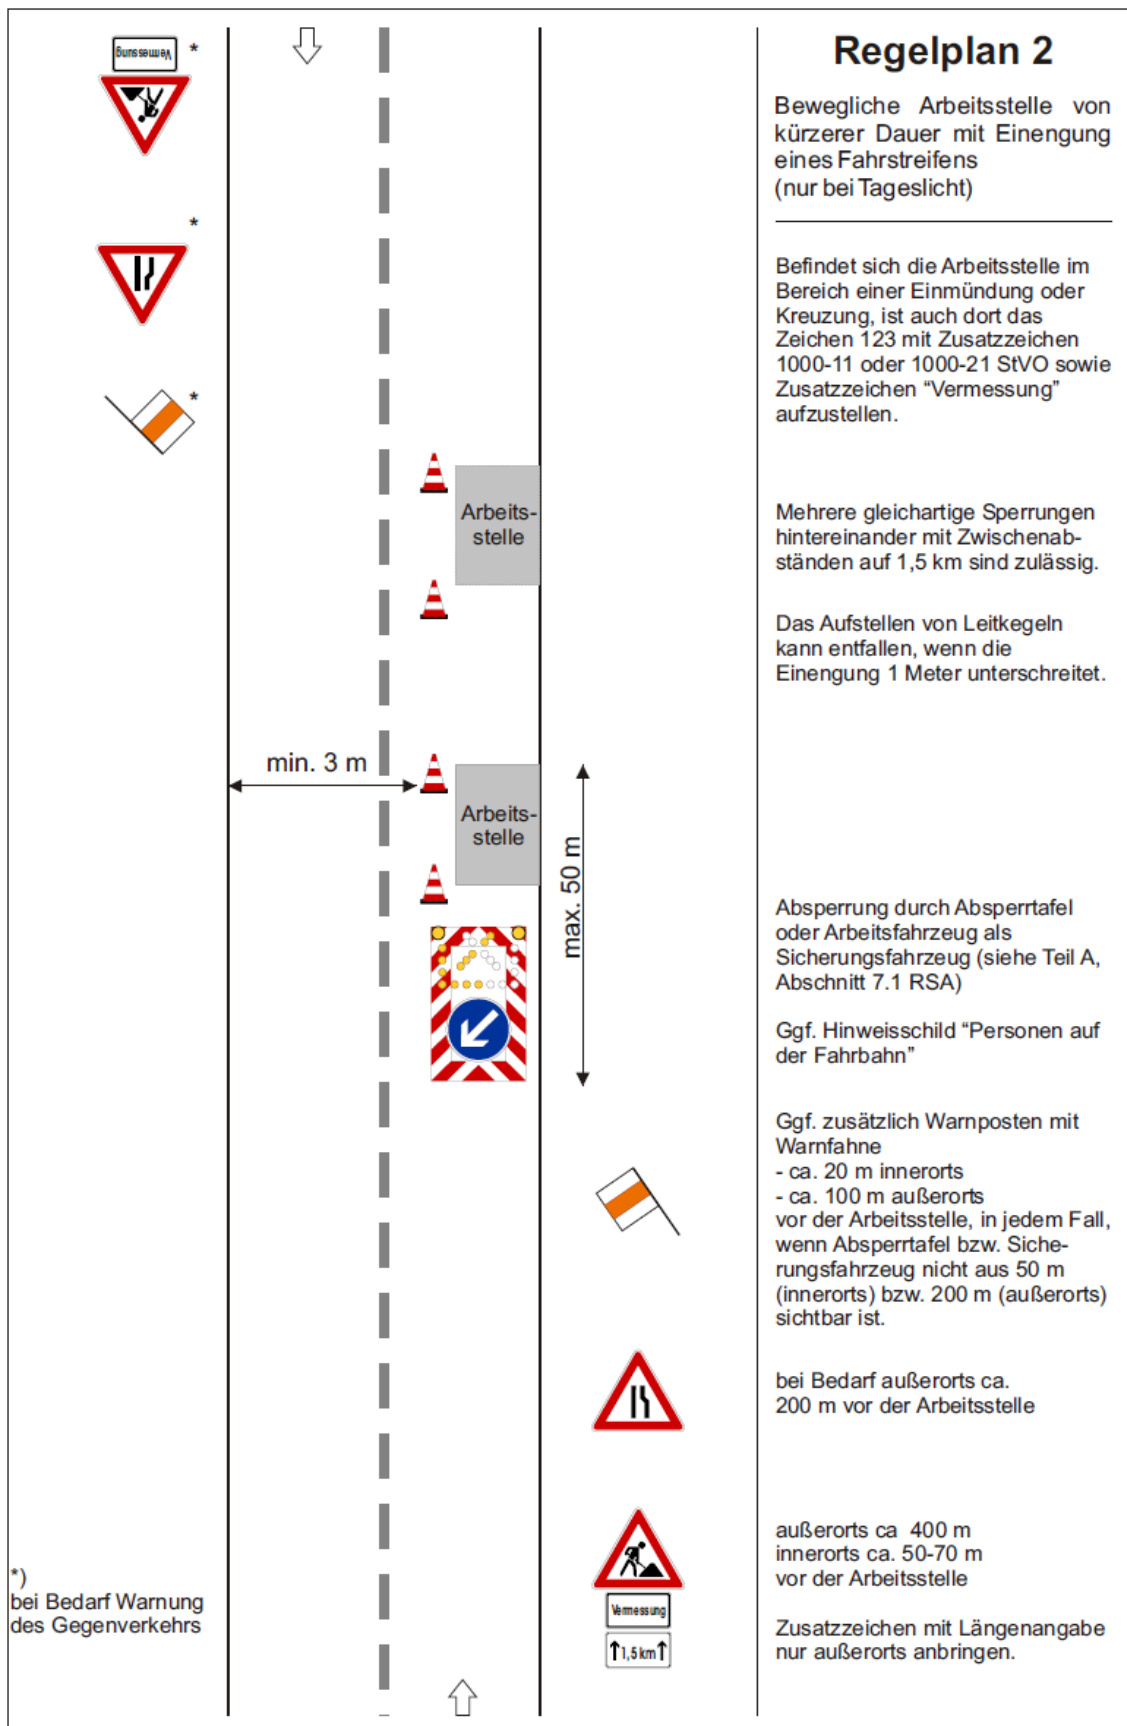 Regelplan 2
Bewegliche Arbeitsstelle von
kürzerer Dauer mit Einengung
eines Fahrstreifens
(nur bei Tageslicht)
Befindet sich die Arbeitsstelle im
Bereich einer Einmündung oder
Kreuzung, ist auch dort das
Zeichen 123 mit Zusatzzeichen
1000-11 oder 1000-21 StVO sowie
Zusatzzeichen “Vermessung”
aufzustellen.
Mehrere gleichartige Sperrungen
hintereinander mit Zwischenab-
ständen auf 1,5 km sind zulässig.
Das Aufstellen von Leitkegeln
kann entfallen, wenn die
Einengung 1 Meter unterschreitet.
Absperrung durch Absperrtafel
oder Arbeitsfahrzeug als
Sicherungsfahrzeug (siehe Teil A,
Abschnitt 7.1 RSA)
Ggf. Hinweisschild “Personen auf
der Fahrbahn”
Ggf. zusätzlich Warnposten mit
Warnfahne
- ca. 20 m innerorts
- ca. 100 m außerorts
vor der Arbeitsstelle, in jedem Fall,
wenn Absperrtafel bzw. Siche-
rungsfahrzeug nicht aus 50 m
(innerorts) bzw. 200 m (außerorts)
sichtbar ist.
bei Bedarf außerorts ca.
200 m vor der Arbeitsstelle
außerorts ca 400 m
innerorts ca. 50-70 m
vor der Arbeitsstelle
Zusatzzeichen mit Längenangabe
nur außerorts anbringen.
Vermessung *
*
*
Arbeits-
stelle
min. 3 m
Arbeits-
stelle
max. 50 m
Vermessung
↑1,5 km↑
*)
bei Bedarf Warnung
des Gegenverkehrs